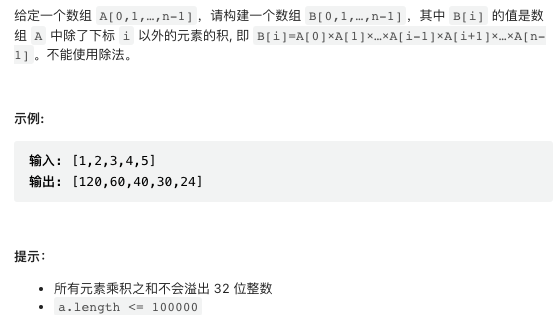 给定一个数组 A[0,1,…,n-1]，请构建一个数组 B[0,1,…,n-1]，其中 B[i] 的值是数
组 A 中除了下标 i 以外的元素的积, 即 B[i]=A[0]×A[1]×…×A[i-1]×A[i+1]×…×A[n-
1]。不能使用除法。
示例:
输入: [1,2,3,4,5]
输出: [120,60,40,30,24]
提示：
• 所有元素乘积之和不会溢出 32 位整数
• a.length <= 100000